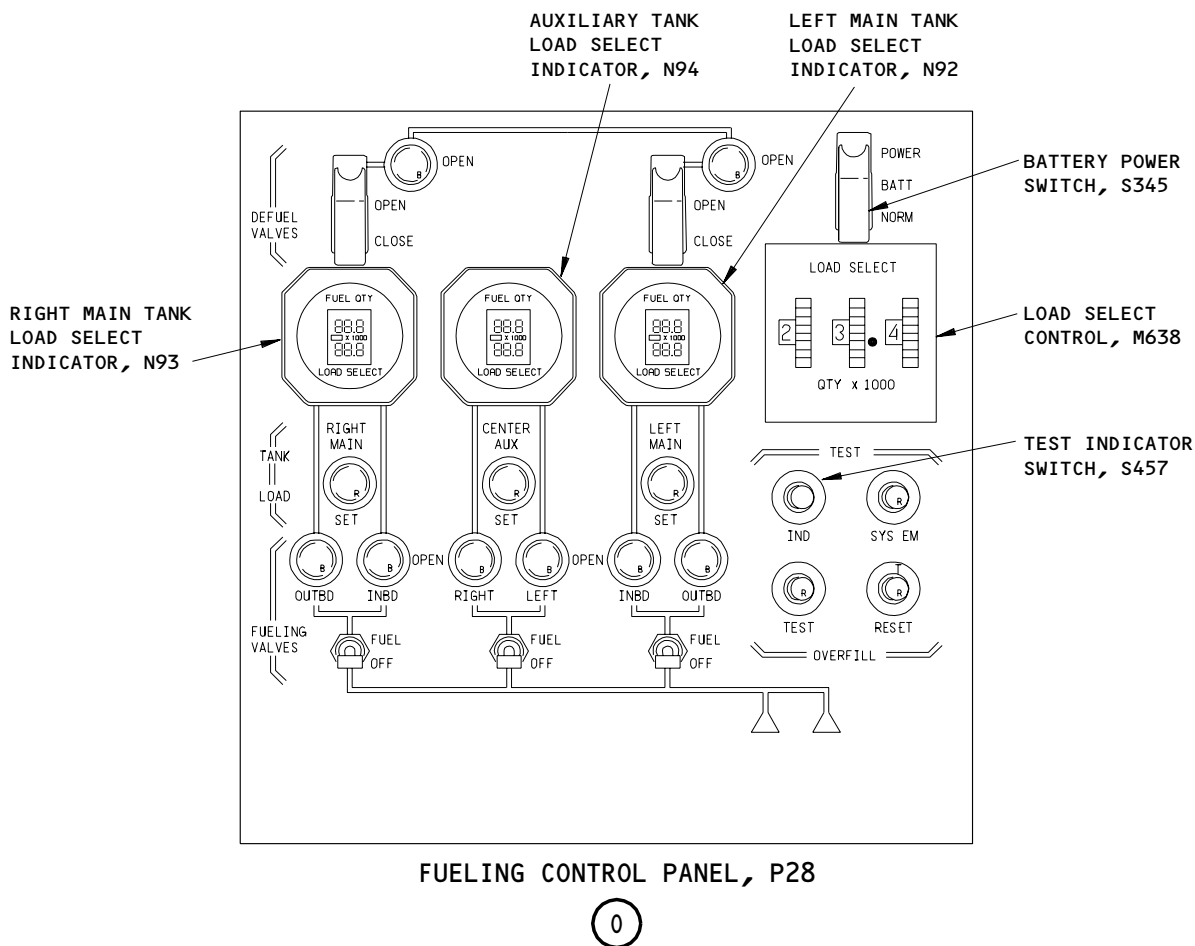 AUXILIARY TANK
LOAD SELECT
INDICATOR, N94
LEFT MAIN TANK
LOAD SELECT
INDICATOR, N92
BATTERY POWER
SWITCH, S345
RIGHT MAIN TANK
LOAD SELECT
INDICATOR, N93
LOAD SELECT
CONTROL, M638
TEST INDICATOR
SWITCH, S457
DEFUEL
VALVES
B
OPEN
OPEN
CLOSE
B
OPEN
OPEN
CLOSE
POWER
BATT
NORM
FUEL QTY
88.8
X 1000
88.8
LOAD SELECT
FUEL QTY
88.8
X 1000
88.8
LOAD SELECT
FUEL QTY
88.8
X 1000
88.8
LOAD SELECT
LOAD SELECT
2 3 4
QTY X 1000
TANK
LOAD
RIGHT
MAIN
R
SET
CENTER
AUX
R
SET
LEFT
MAIN
R
SET
TEST
IND
R
SYS EM
R
TEST
T
R
RESET
OVERFILL
FUELING
VALVES
B B OPEN B B OPEN B B
OUTBD INBD RIGHT LEFT INBD OUTBD
FUEL
OFF
FUEL
OFF
FUEL
OFF
FUELING CONTROL PANEL, P28
O